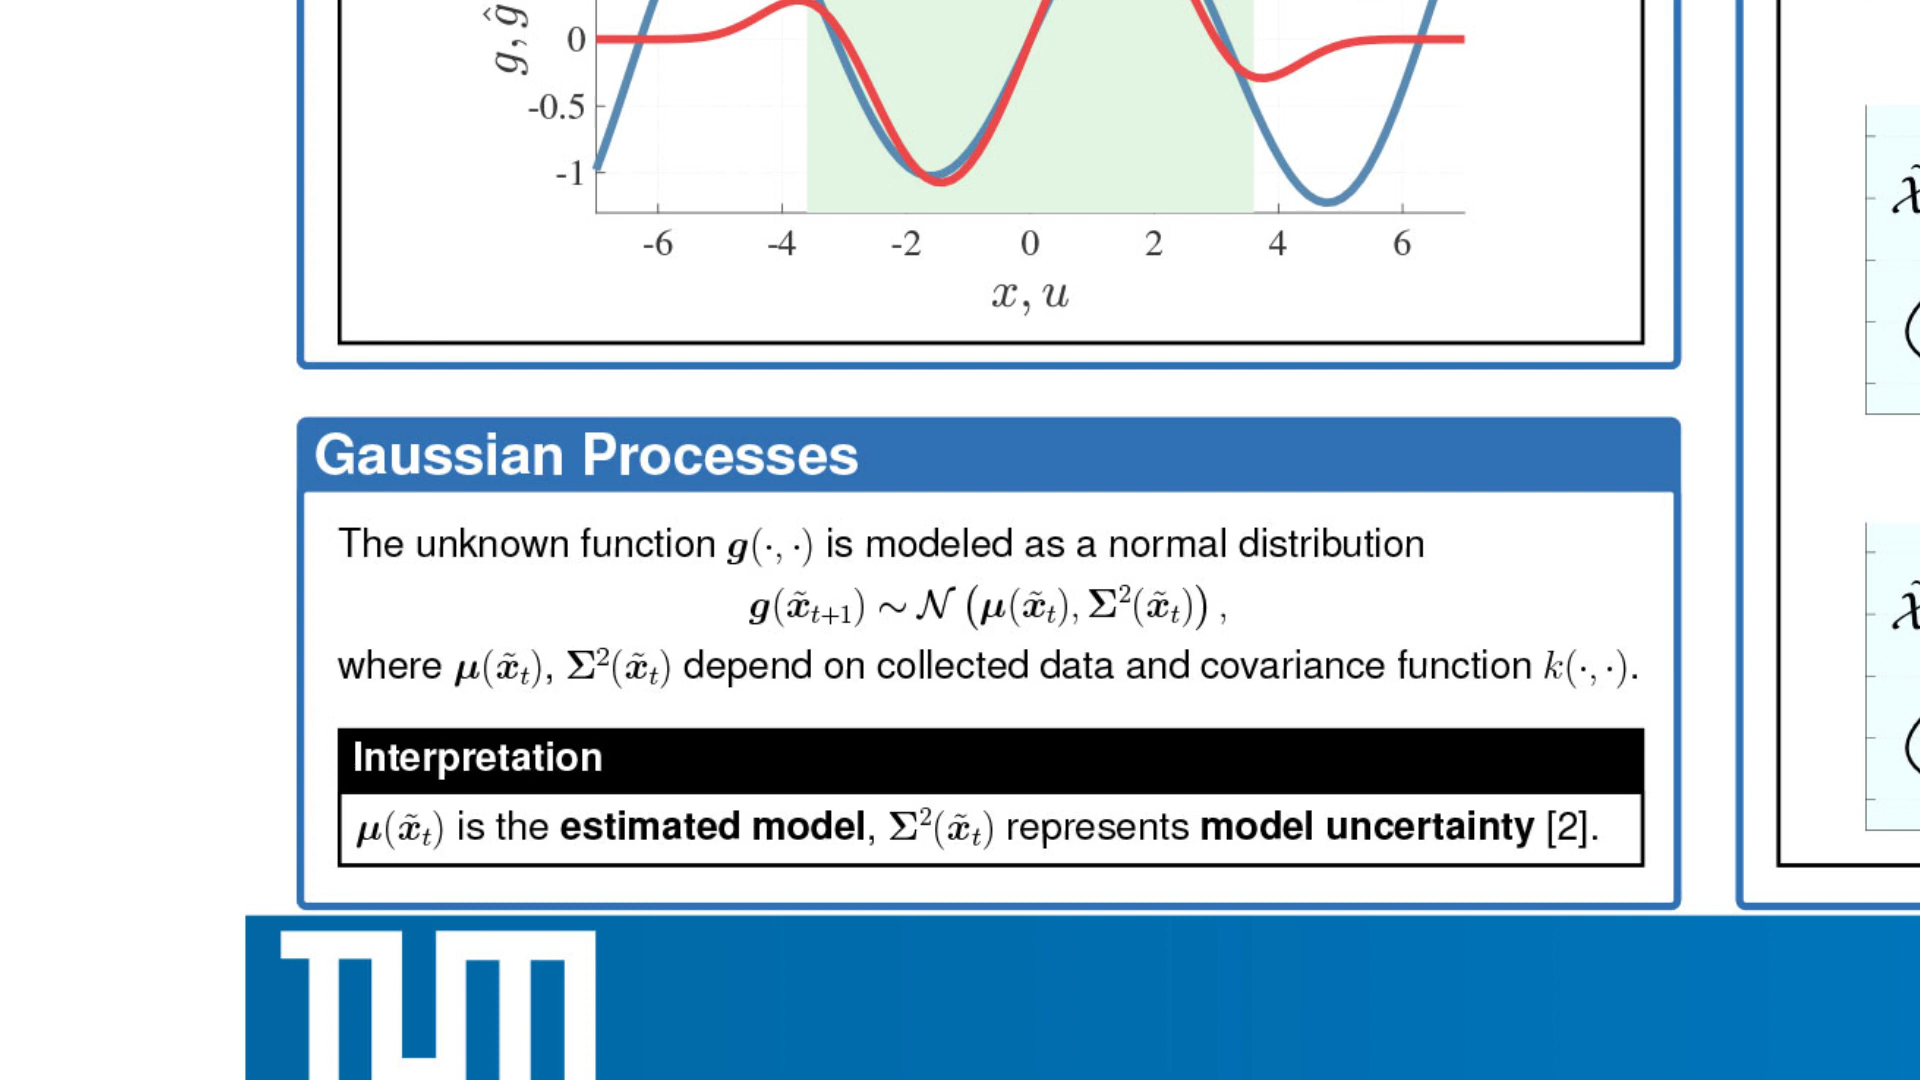 g, ĝ
0
-0.5
-1
-6 -4 -2 0 2 4 6
x, u
Gaussian Processes
The unknown function g(·, ·) is modeled as a normal distribution
g(x̃ₜ₊₁) ∼ 𝒩 (μ(x̃ₜ), Σ²(x̃ₜ)) ,
where μ(x̃ₜ), Σ²(x̃ₜ) depend on collected data and covariance function k(·, ·).
Interpretation
μ(x̃ₜ) is the estimated model, Σ²(x̃ₜ) represents model uncertainty [2].